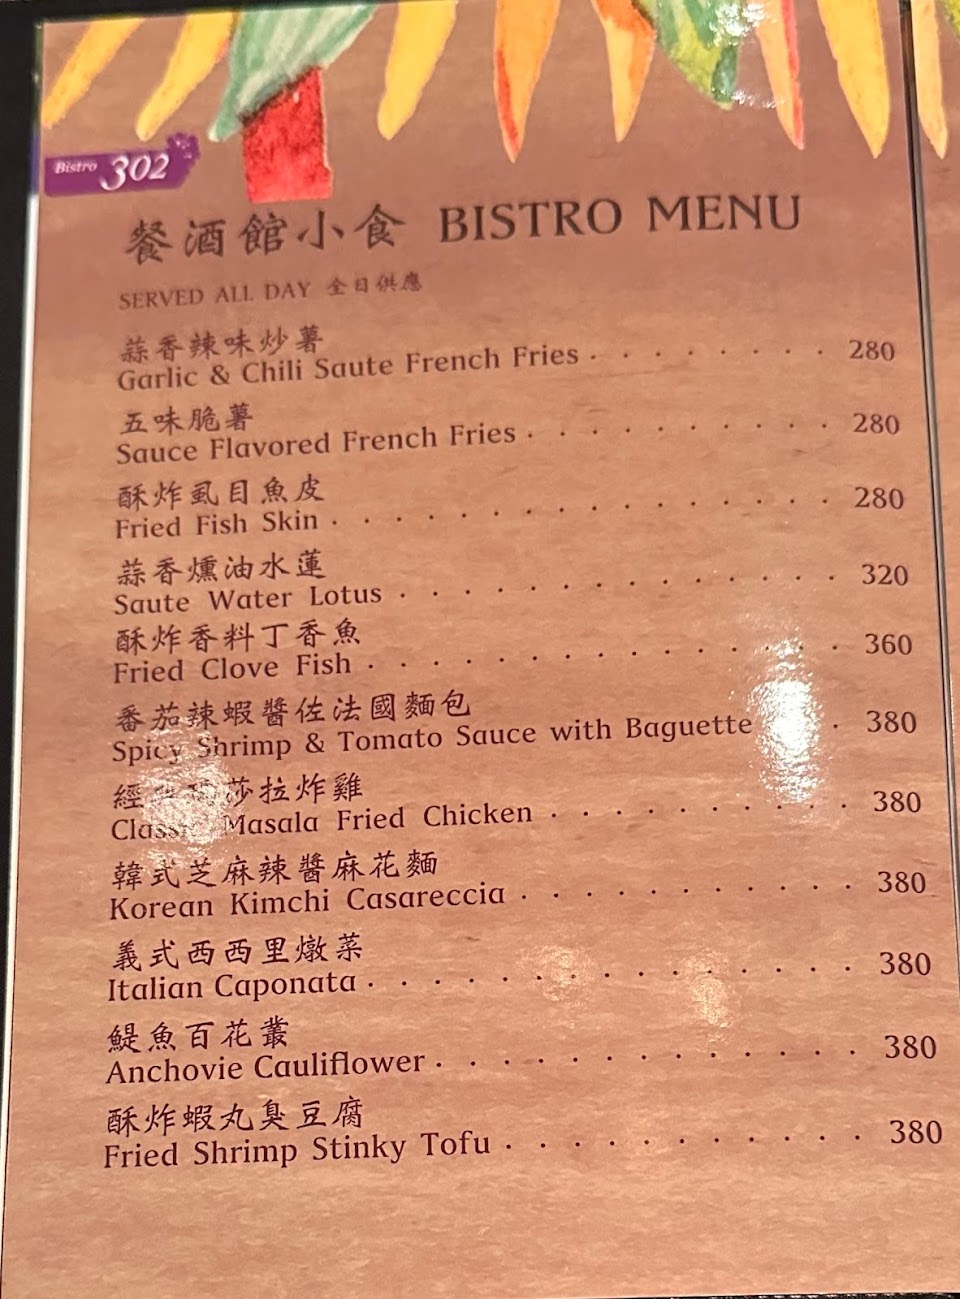 Bistro 302
餐酒館小食 BISTRO MENU
SERVED ALL DAY 全日供應
蒜香辣味炒薯
Garlic & Chili Saute French Fries · · · · · · · · 280
五味脆薯
Sauce Flavored French Fries · · · · · · · · · · 280
酥炸虱目魚皮
Fried Fish Skin · · · · · · · · · · · · · · · · 280
蒜香燻油水蓮
Saute Water Lotus · · · · · · · · · · · · · · 320
酥炸香料丁香魚
Fried Clove Fish · · · · · · · · · · · · · · · 360
番茄辣蝦醬佐法國麵包
Spicy Shrimp & Tomato Sauce with Baguette · 380
經 莎拉炸雞
Classic Masala Fried Chicken · · · · · · · · · · 380
韓式芝麻辣醬麻花麵
Korean Kimchi Casareccia · · · · · · · · · · · 380
義式西西里燉菜
Italian Caponata · · · · · · · · · · · · · · · · 380
鯷魚百花叢
Anchovie Cauliflower · · · · · · · · · · · · · 380
酥炸蝦丸臭豆腐
Fried Shrimp Stinky Tofu · · · · · · · · · · · 380